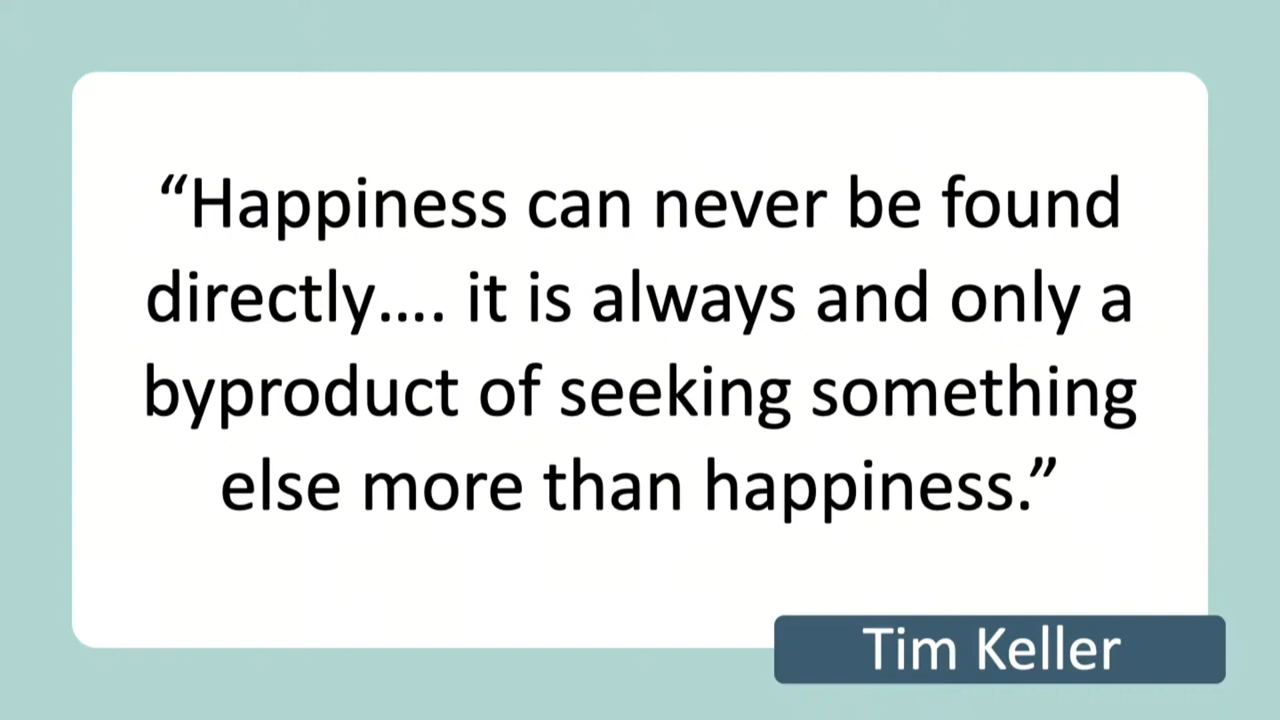 “Happiness can never be found
directly.... it is always and only a
byproduct of seeking something
else more than happiness.”
Tim Keller